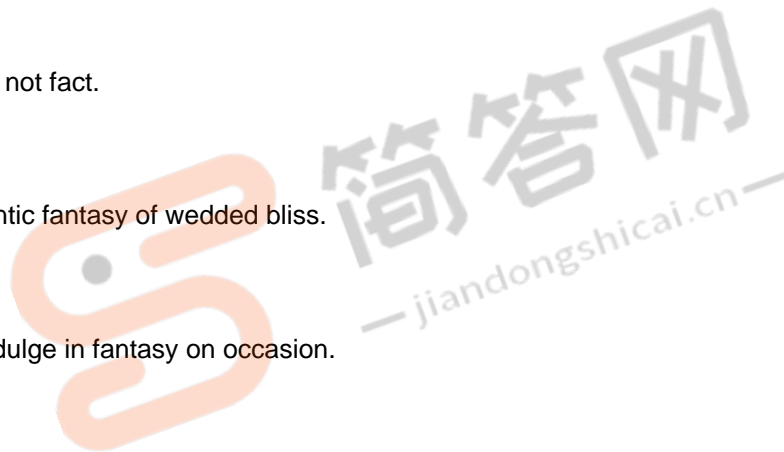 not fact.
ntic fantasy of wedded bliss.
dulge in fantasy on occasion.
简答网
jiandongshicai.cn